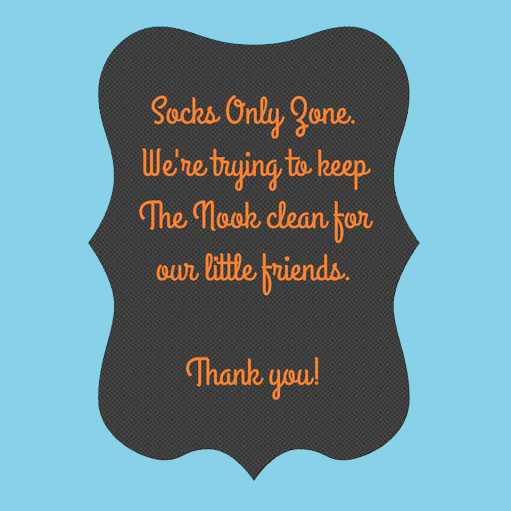 Socks Only Zone.
We're trying to keep
The Nook clean for
our little friends.
Thank you!